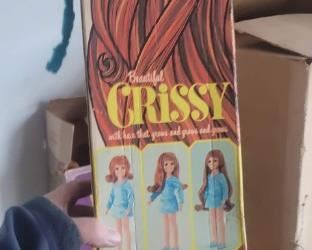 Beautiful
CRiSSY
with hair that grows and grows and grows